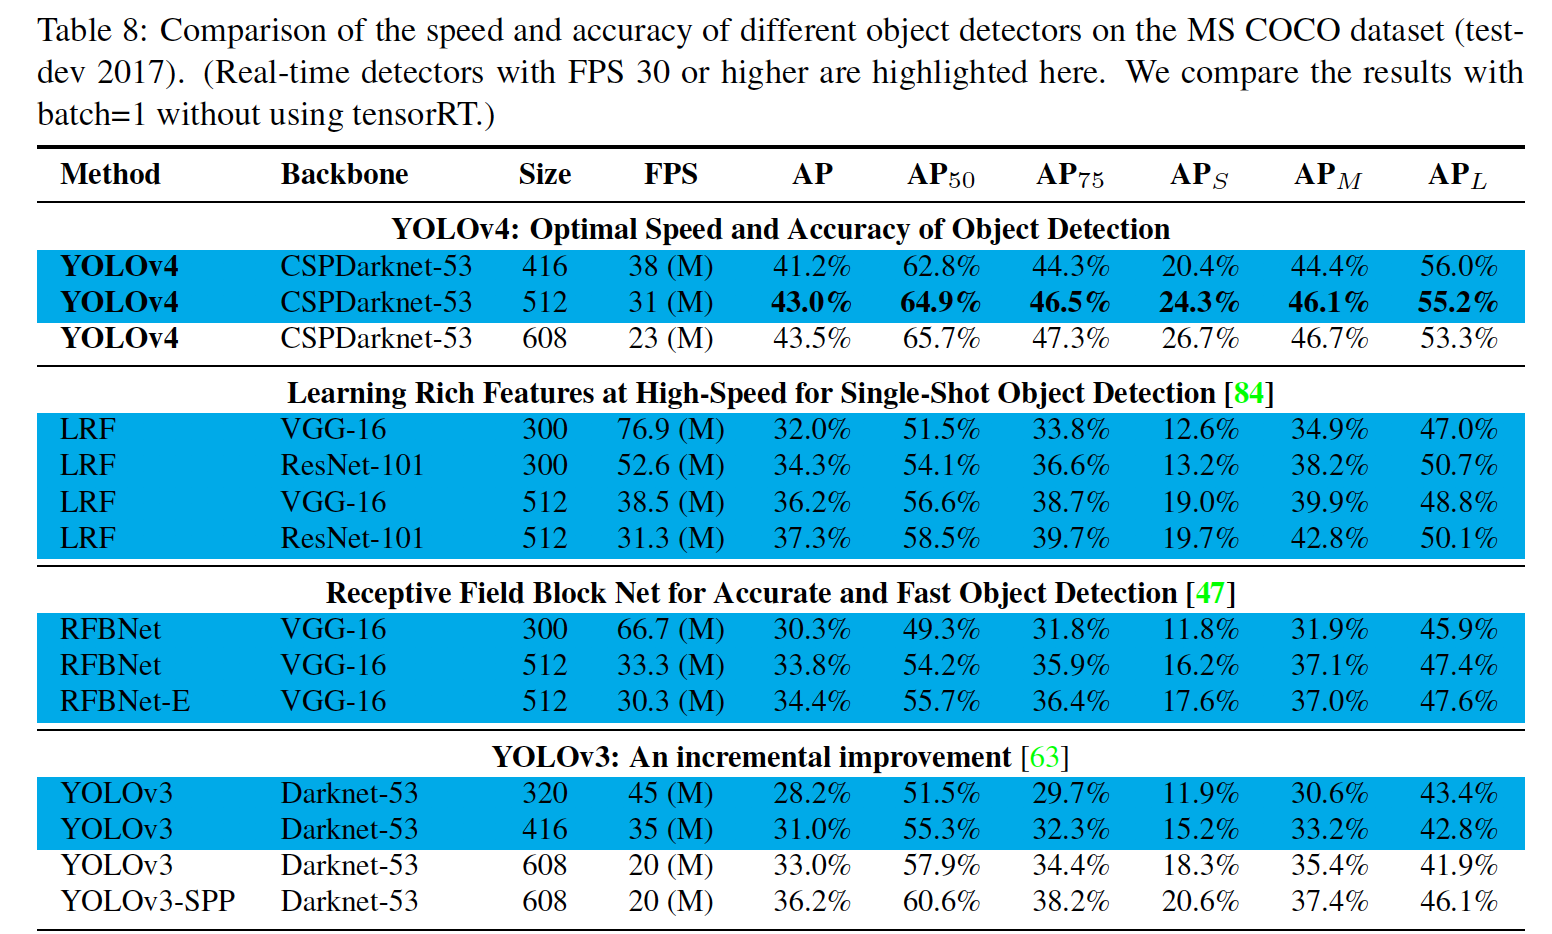 Table 8: Comparison of the speed and accuracy of different object detectors on the MS COCO dataset (test-
dev 2017). (Real-time detectors with FPS 30 or higher are highlighted here. We compare the results with
batch=1 without using tensorRT.)
Method Backbone Size FPS AP AP50 AP75 APS APM APL
YOLOv4: Optimal Speed and Accuracy of Object Detection
YOLOv4 CSPDarknet-53 416 38 (M) 41.2% 62.8% 44.3% 20.4% 44.4% 56.0%
YOLOv4 CSPDarknet-53 512 31 (M) 43.0% 64.9% 46.5% 24.3% 46.1% 55.2%
YOLOv4 CSPDarknet-53 608 23 (M) 43.5% 65.7% 47.3% 26.7% 46.7% 53.3%
Learning Rich Features at High-Speed for Single-Shot Object Detection [84]
LRF VGG-16 300 76.9 (M) 32.0% 51.5% 33.8% 12.6% 34.9% 47.0%
LRF ResNet-101 300 52.6 (M) 34.3% 54.1% 36.6% 13.2% 38.2% 50.7%
LRF VGG-16 512 38.5 (M) 36.2% 56.6% 38.7% 19.0% 39.9% 48.8%
LRF ResNet-101 512 31.3 (M) 37.3% 58.5% 39.7% 19.7% 42.8% 50.1%
Receptive Field Block Net for Accurate and Fast Object Detection [47]
RFBNet VGG-16 300 66.7 (M) 30.3% 49.3% 31.8% 11.8% 31.9% 45.9%
RFBNet VGG-16 512 33.3 (M) 33.8% 54.2% 35.9% 16.2% 37.1% 47.4%
RFBNet-E VGG-16 512 30.3 (M) 34.4% 55.7% 36.4% 17.6% 37.0% 47.6%
YOLOv3: An incremental improvement [63]
YOLOv3 Darknet-53 320 45 (M) 28.2% 51.5% 29.7% 11.9% 30.6% 43.4%
YOLOv3 Darknet-53 416 35 (M) 31.0% 55.3% 32.3% 15.2% 33.2% 42.8%
YOLOv3 Darknet-53 608 20 (M) 33.0% 57.9% 34.4% 18.3% 35.4% 41.9%
YOLOv3-SPP Darknet-53 608 20 (M) 36.2% 60.6% 38.2% 20.6% 37.4% 46.1%